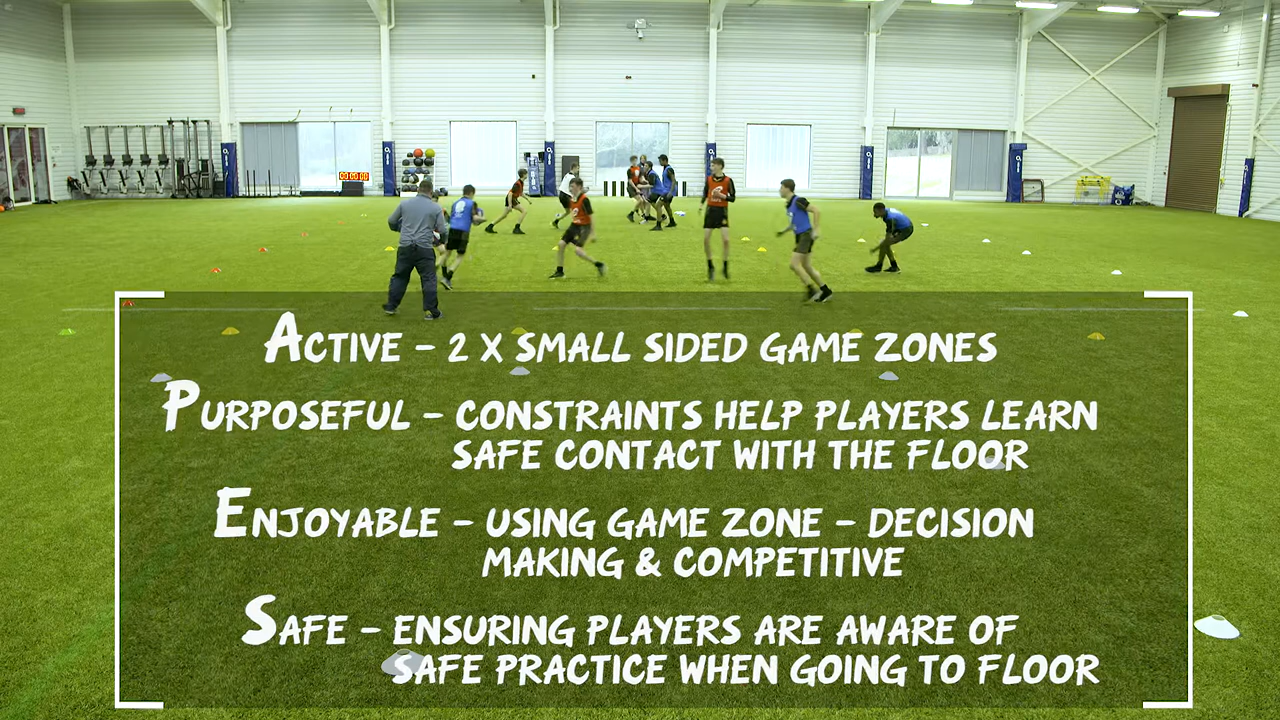 ACTIVE - 2 X SMALL SIDED GAME ZONES
PURPOSEFUL - CONSTRAINTS HELP PLAYERS LEARN
SAFE CONTACT WITH THE FLOOR
ENJOYABLE - USING GAME ZONE - DECISION
MAKING & COMPETITIVE
SAFE - ENSURING PLAYERS ARE AWARE OF
SAFE PRACTICE WHEN GOING TO FLOOR